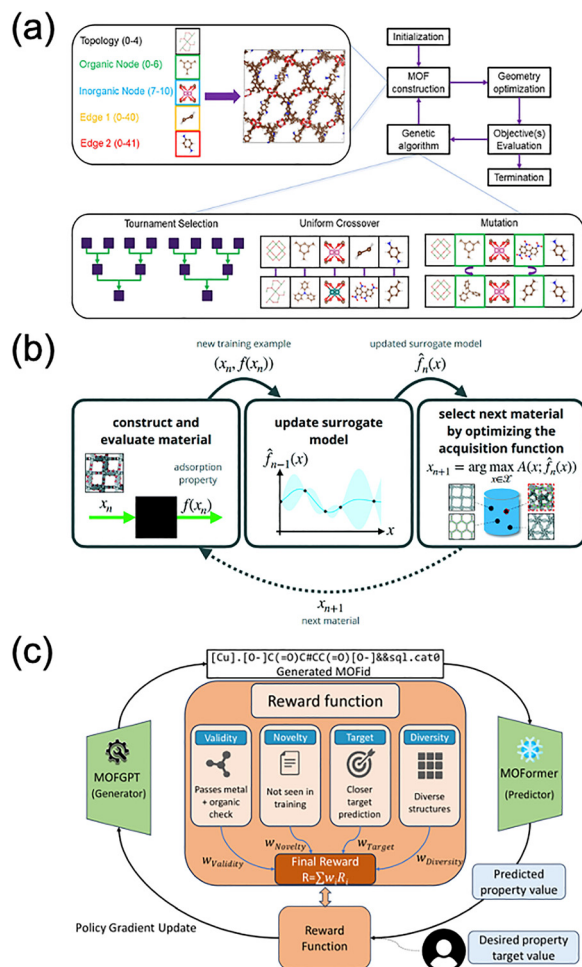 (a)
Topology (0-4)
Organic Node (0-6)
Inorganic Node (7-10)
Edge 1 (0-40)
Edge 2 (0-41)
Initialization
MOF
construction
Geometry
optimization
Genetic
algorithm
Objective(s)
Evaluation
Termination
Tournament Selection
Uniform Crossover
Mutation
(b)
new training example
(xₙ, f(xₙ))
updated surrogate model
f̂ₙ(x)
construct and
evaluate material
adsorption
property
xₙ
f(xₙ)
update surrogate
model
f̂ₙ₋₁(x)
x
select next material
by optimizing the
acquisition function
xₙ₊₁ = arg max A(x; f̂ₙ(x))
x∈𝒳
xₙ₊₁
next material
(c)
[Cu].[O-]C(=O)C#CC(=O)[O-]&&sql.cat0
Generated MOFid
Reward function
Validity
Passes metal
+ organic
check
Novelty
Not seen in
training
Target
Closer
target
prediction
Diversity
Diverse
structures
w_Validity
w_Novelty
w_Target
w_Diversity
Final Reward
R=∑wᵢRᵢ
MOFGPT
(Generator)
MOFormer
(Predictor)
Predicted
property value
Policy Gradient Update
Reward
Function
Desired property
target value